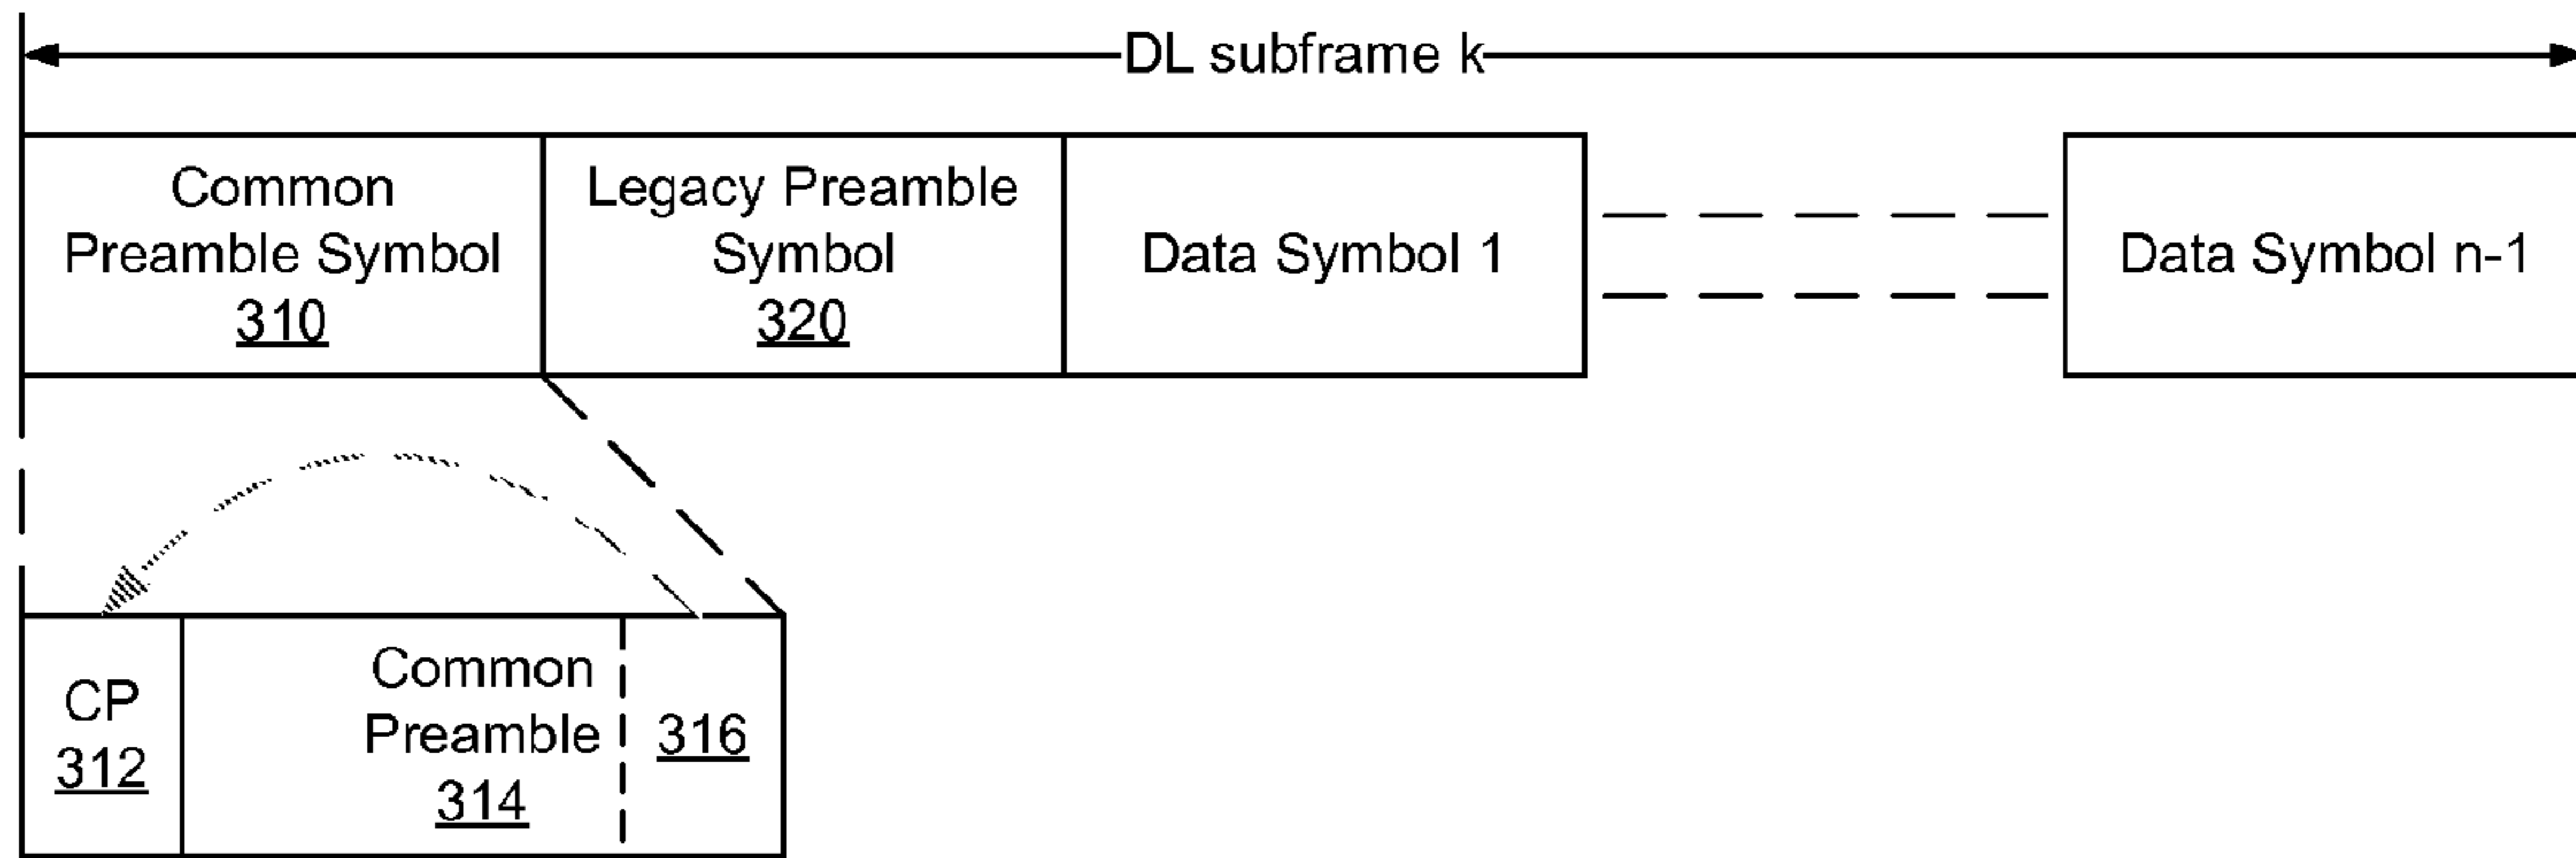 DL subframe k
Common
Preamble Symbol
310
Legacy Preamble
Symbol
320
Data Symbol 1
Data Symbol n-1
CP
312
Common
Preamble
314
316